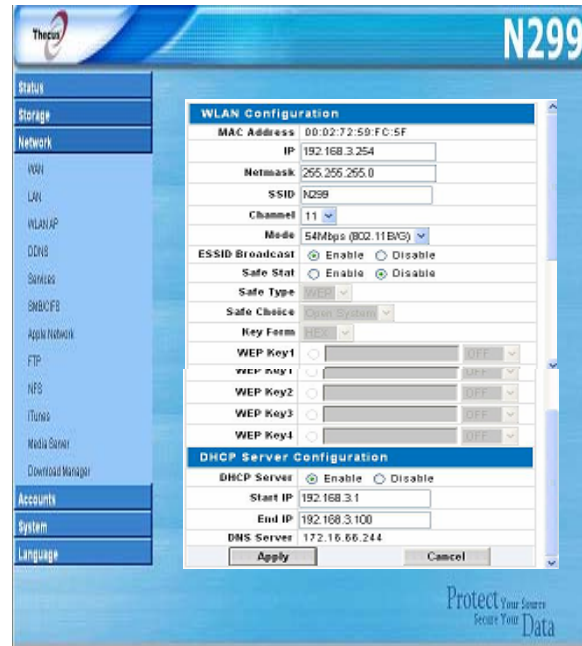 Thecus
N299
Status
Storage
Network
WAN
LAN
WLAN AP
DDNS
Services
SMB/CIFS
Apple Network
FTP
NFS
iTunes
Media Server
Download Manager
Accounts
System
Language
WLAN Configuration
MAC Address 00:02:72:59:FC:5F
IP 192.168.3.254
Netmask 255.255.255.0
SSID N299
Channel 11
Mode 54Mbps (802.11B/G)
ESSID Broadcast Enable Disable
Safe Stat Enable Disable
Safe Type WEP
Safe Choice Open System
Key Form HEX
WEP Key1 OFF
WEP Key1 OFF
WEP Key2 OFF
WEP Key3 OFF
WEP Key4 OFF
DHCP Server Configuration
DHCP Server Enable Disable
Start IP 192.168.3.1
End IP 192.168.3.100
DNS Server 172.16.66.244
Apply Cancel
Protect Your Source
Secure Your Data